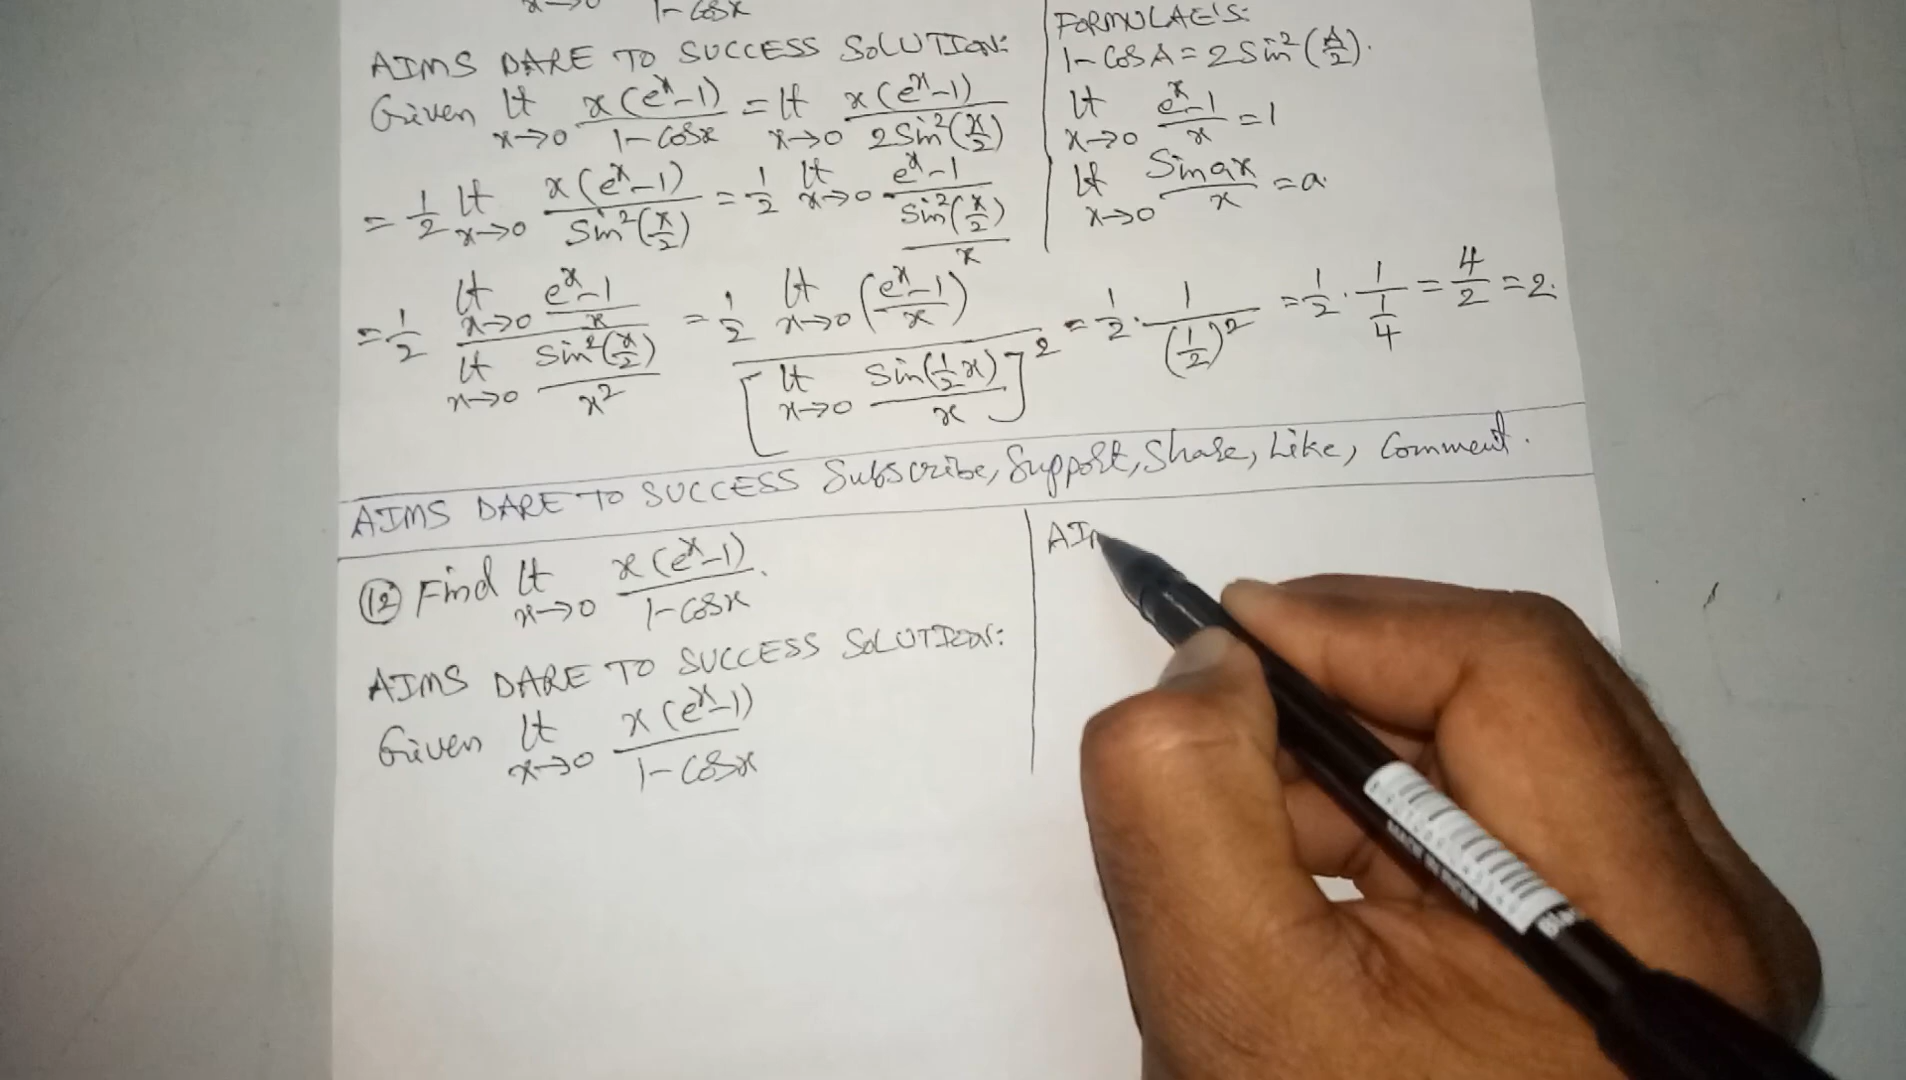 x→0 1-cosx
AIMS DARE TO SUCCESS SOLUTION:
Given lt x→0 x(e^x-1)/(1-cosx) = lt x→0 x(e^x-1)/(2sin²(x/2))
= 1/2 lt x→0 x(e^x-1)/(sin²(x/2)) = 1/2 lt x→0 (e^x-1)/(sin²(x/2)/x)
= 1/2 (lt x→0 (e^x-1)/x)/(lt x→0 sin²(x/2)/x²) = 1/2 (lt x→0 ((e^x-1)/x))/[lt x→0 sin(1/2 x)/x]² = 1/2 · 1/(1/2)² = 1/2 · 1/(1/4) = 4/2 = 2.
FORMULAE'S:
1-cosA = 2sin²(A/2).
lt x→0 (e^x-1)/x = 1
lt x→0 sinax/x = a.
AIMS DARE TO SUCCESS Subscribe, Support, Share, Like, Comment.
(12) Find lt x→0 x(e^x-1)/(1-cosx).
AIMS DARE TO SUCCESS SOLUTION:
Given lt x→0 x(e^x-1)/(1-cosx)
AIM
MADE IN INDIA